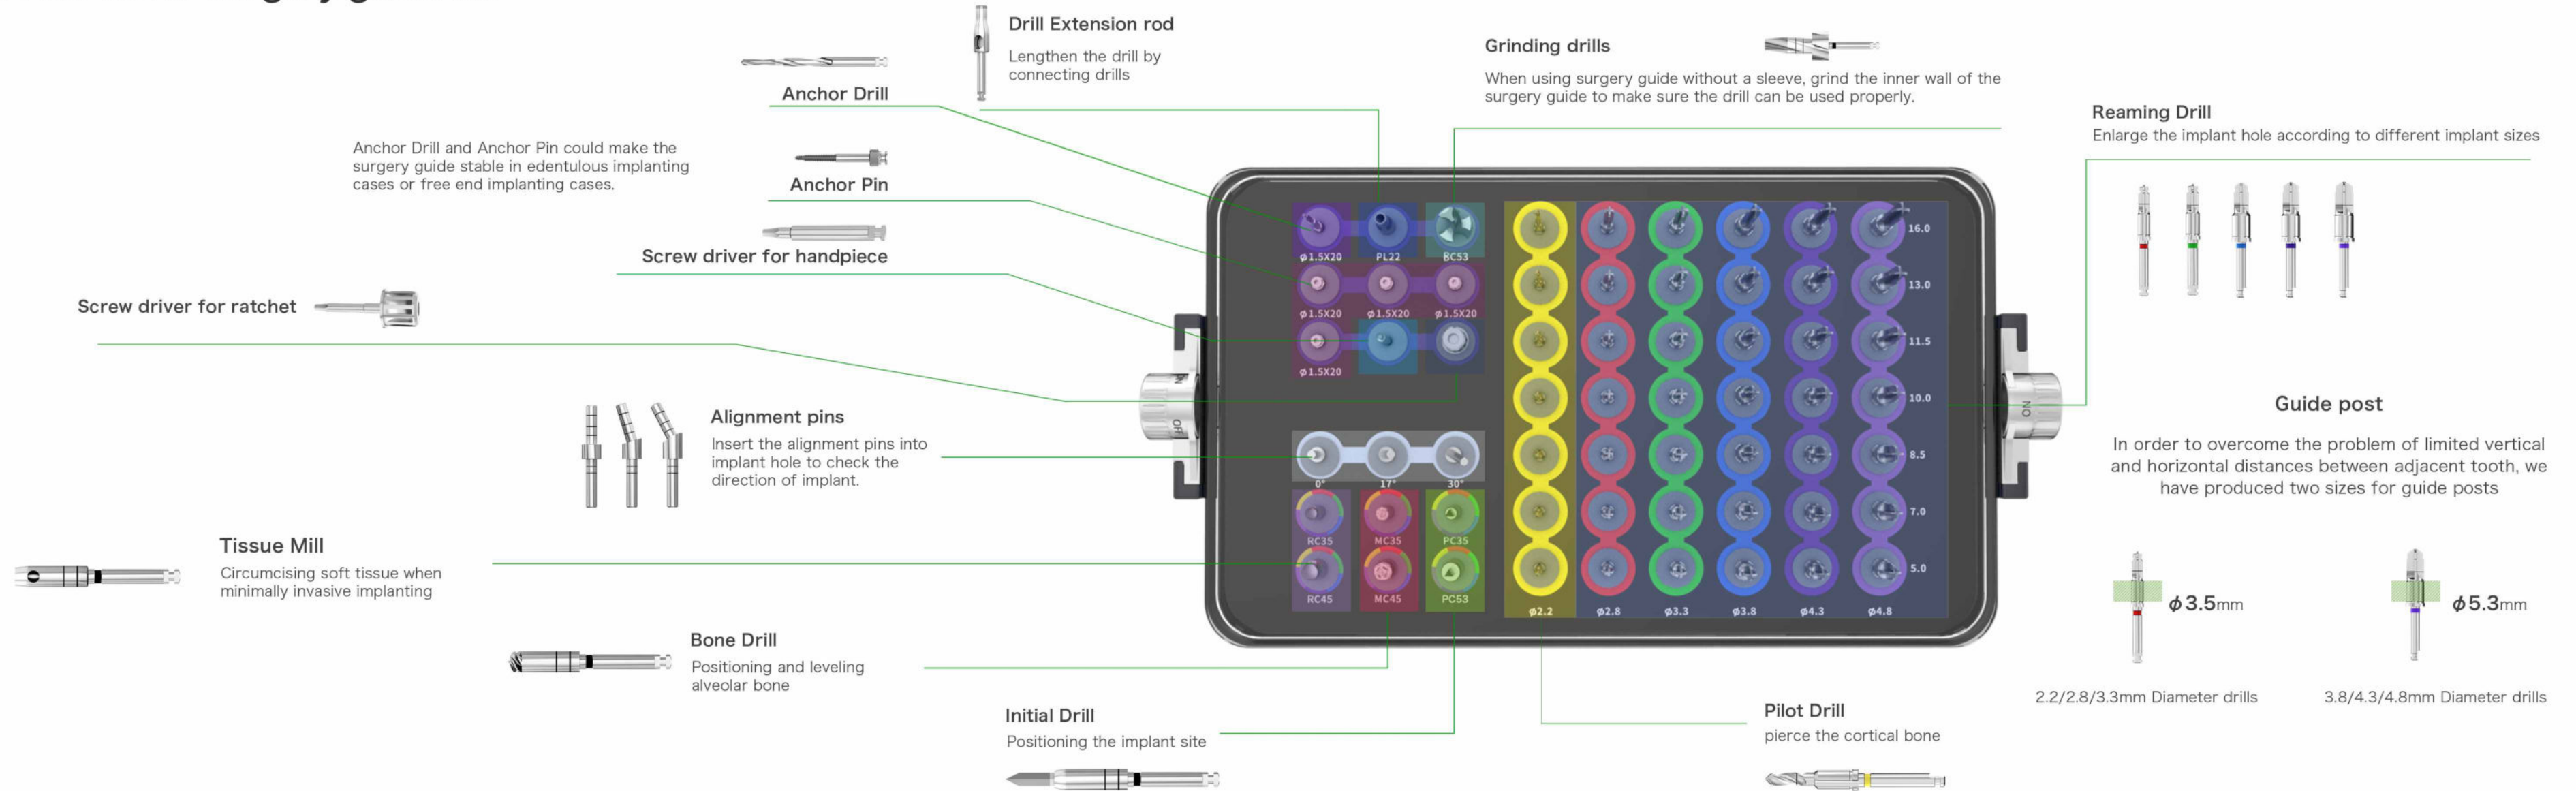 Drill Extension rod
Lengthen the drill by
connecting drills
Grinding drills
When using surgery guide without a sleeve, grind the inner wall of the
surgery guide to make sure the drill can be used properly.
Anchor Drill
Reaming Drill
Enlarge the implant hole according to different implant sizes
Anchor Drill and Anchor Pin could make the
surgery guide stable in edentulous implanting
cases or free end implanting cases.
Anchor Pin
Screw driver for handpiece
Screw driver for ratchet
Alignment pins
Insert the alignment pins into
implant hole to check the
direction of implant.
Tissue Mill
Circumcising soft tissue when
minimally invasive implanting
Bone Drill
Positioning and leveling
alveolar bone
Initial Drill
Positioning the implant site
ϕ1.5X20 PL22 BC53
ϕ1.5X20 ϕ1.5X20 ϕ1.5X20
ϕ1.5X20
0° 17° 30°
RC35 MC35 PC35
RC45 MC45 PC53
16.0
13.0
11.5
10.0
8.5
7.0
5.0
ϕ2.2 ϕ2.8 ϕ3.3 ϕ3.8 ϕ4.3 ϕ4.8
OFF
NO
Pilot Drill
pierce the cortical bone
Guide post
In order to overcome the problem of limited vertical
and horizontal distances between adjacent tooth, we
have produced two sizes for guide posts
ϕ3.5mm
ϕ5.3mm
2.2/2.8/3.3mm Diameter drills
3.8/4.3/4.8mm Diameter drills